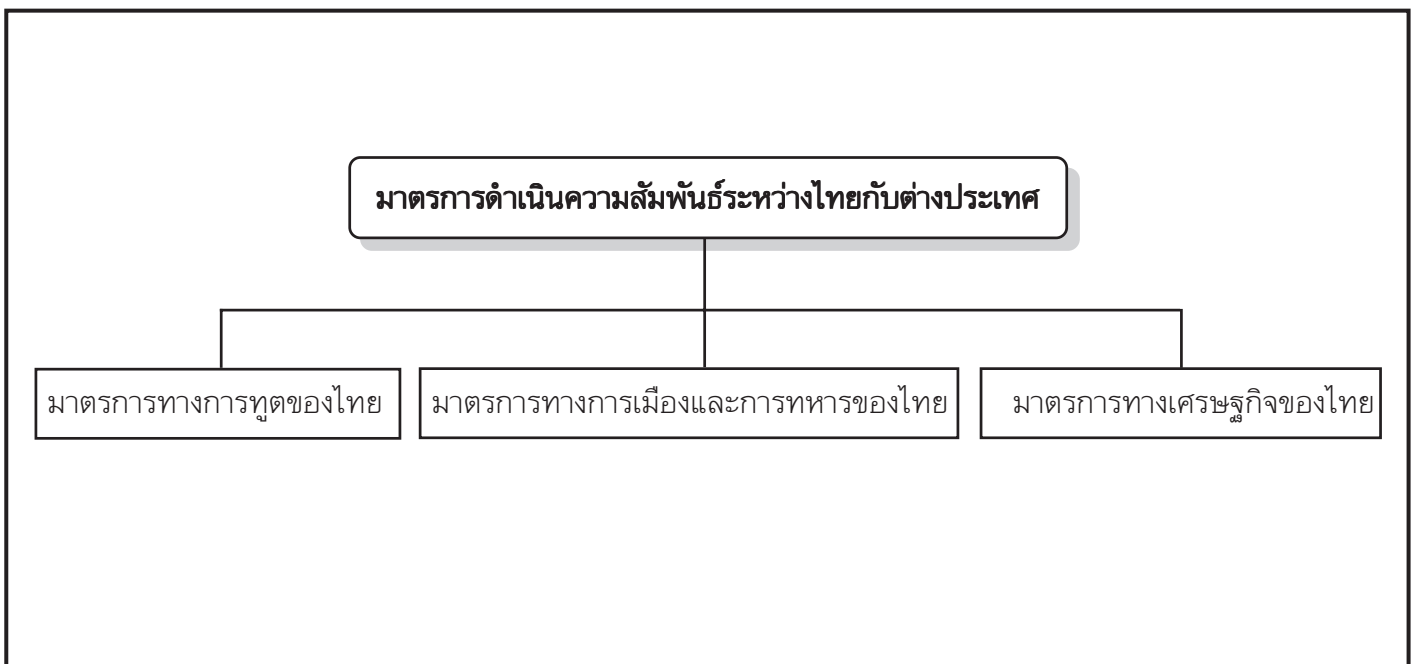 มาตรการดำเนินความสัมพันธ์ระหว่างไทยกับต่างประเทศ
มาตรการทางการทูตของไทย
มาตรการทางการเมืองและการทหารของไทย
มาตรการทางเศรษฐกิจของไทย